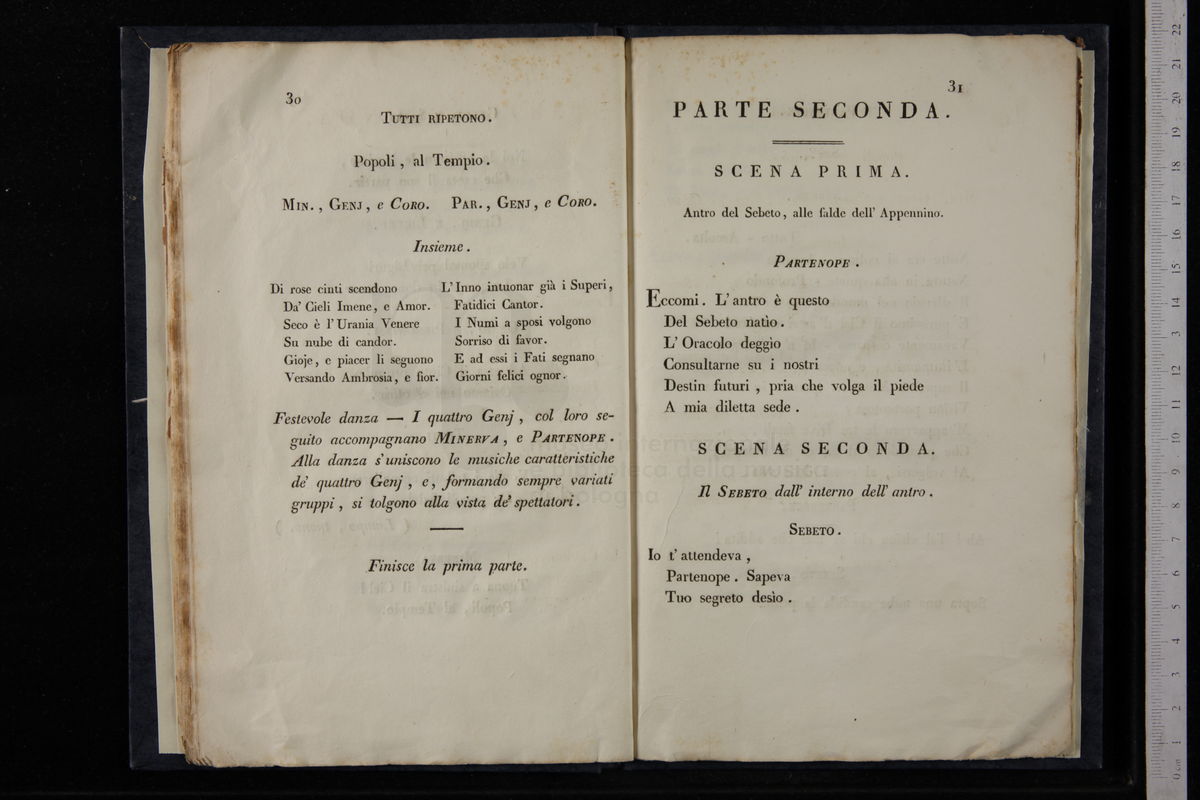 30
TUTTI RIPETONO.
Popoli, al Tempio.
MIN., GENJ, e CORO. PAR., GENJ, e CORO.
Insieme.
Di rose cinti scendono
Da' Cieli Imene, e Amor.
Seco è l'Urania Venere
Su nube di candor.
Gioje, e piacer li seguono
Versando Ambrosia, e fior.
L'Inno intuonar già i Superi,
Fatidici Cantor.
I Numi a sposi volgono
Sorriso di favor.
E ad essi i Fati segnano
Giorni felici ognor.
Festevole danza — I quattro Genj, col loro se-
guito accompagnano MINERVA, e PARTENOPE.
Alla danza s'uniscono le musiche caratteristiche
de' quattro Genj, e, formando sempre variati
gruppi, si tolgono alla vista de' spettatori.
Finisce la prima parte.
31
PARTE SECONDA.
SCENA PRIMA.
Antro del Sebeto, alle falde dell'Appennino.
PARTENOPE.
Eccomi. L'antro è questo
Del Sebeto natìo.
L'Oracolo deggio
Consultarne su i nostri
Destin futuri, pria che volga il piede
A mia diletta sede.
SCENA SECONDA.
Il SEBETO dall'interno dell'antro.
SEBETO.
Io t'attendeva,
Partenope. Sapeva
Tuo segreto desìo.